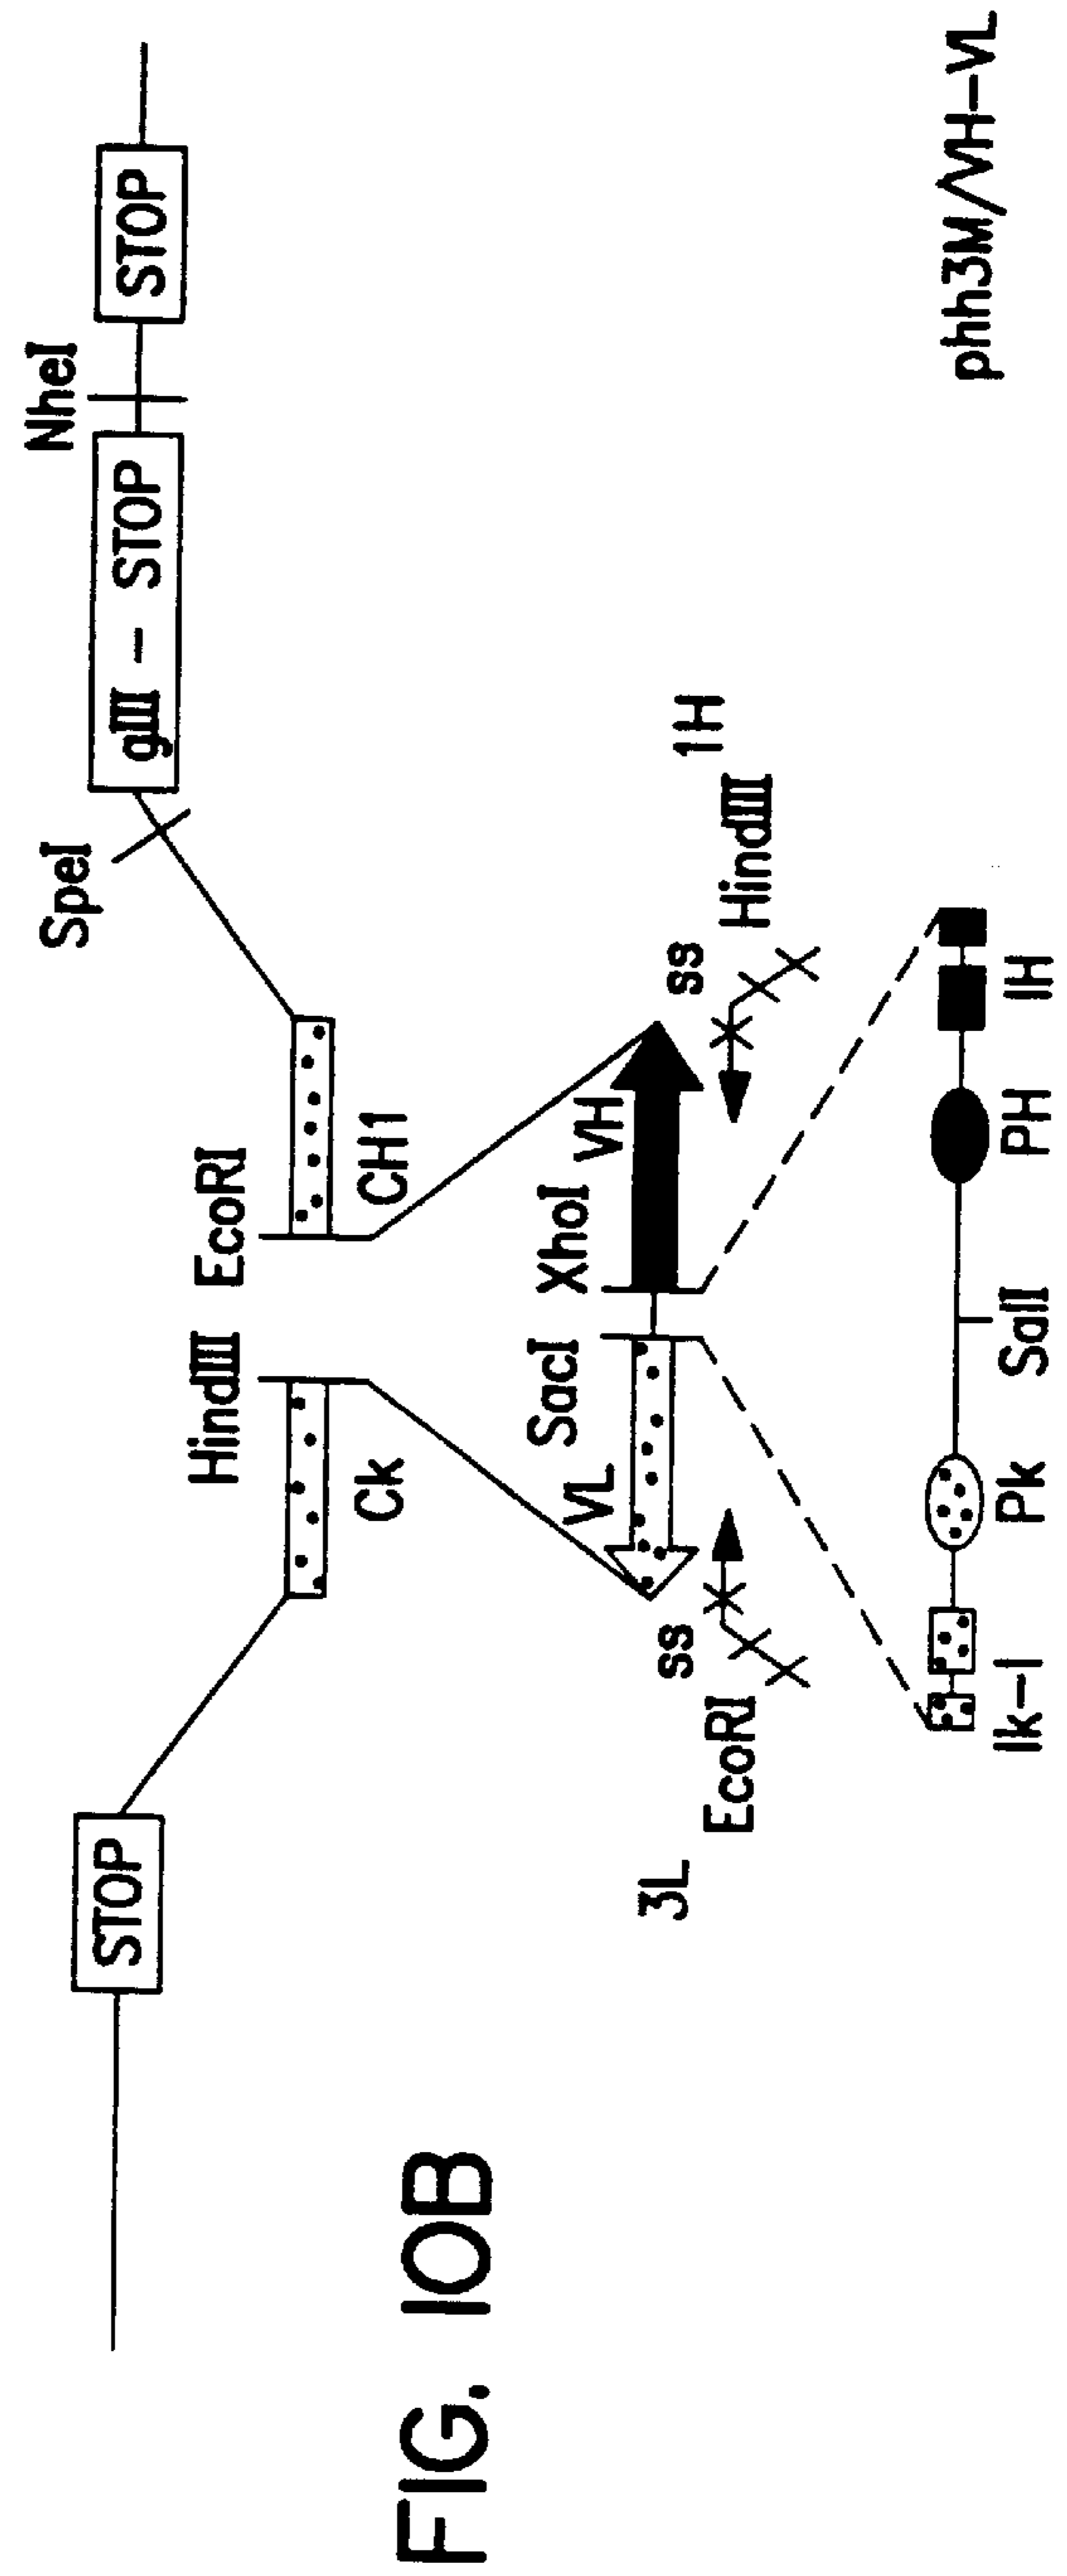 FIG. 10B
STOP
gIII - STOP
STOP
SpeI
NheI
HindIII
EcoRI
Ck
CH1
SacI
XhoI
VL
VH
3L
ss
EcoRI
ss
HindIII
1H
Ik-I
Pk
SalI
PH
IH
phh3M/VH-VL